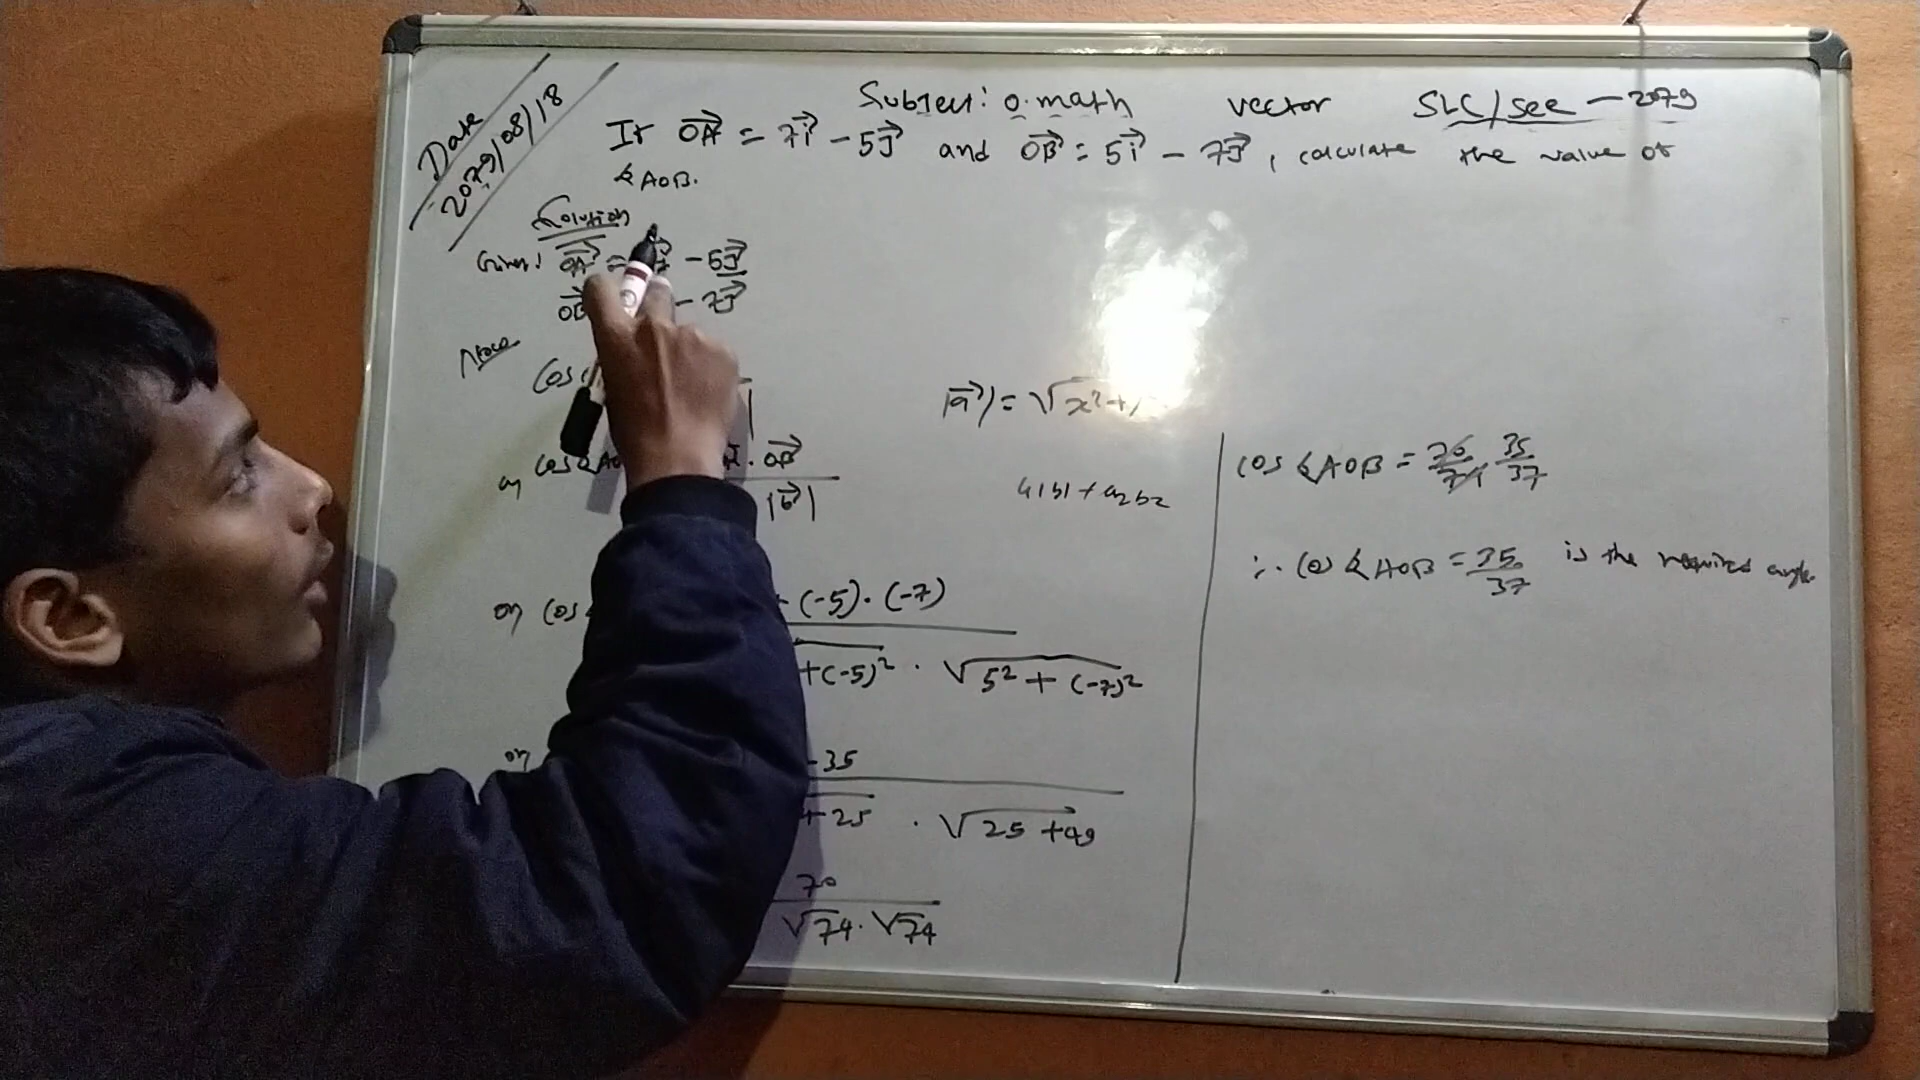 Date
2079/08/18
Subject: o.math vector SLC/see - 2079
If OA⃗ = 7i⃗ - 5j⃗ and OB⃗ = 5i⃗ - 7j⃗, calculate the value of
∡AOB.
Solution
Given: OA⃗ = - 5j⃗
OB⃗ - 7j⃗
Now
Cos
|a⃗| = √x²+
or Cos∡AO . OB⃗
|b⃗|
a1b1 + a2b2
or Cos + (-5).(-7)
+(-5)² . √5² + (-7)²
or 35
+25 . √25 +49
70
√74.√74
cos ∡AOB = 70/74 35/37
∴ Cos ∡AOB = 35/37 is the required angle.